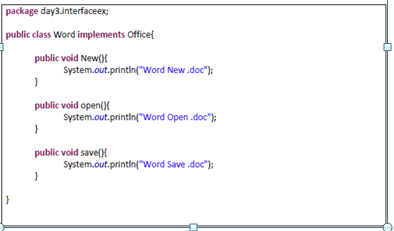 package day3.interfaceex;
public class Word implements Office{
public void New(){
System.out.println("Word New .doc");
}
public void open(){
System.out.println("Word Open .doc");
}
public void save(){
System.out.println("Word Save .doc");
}
}